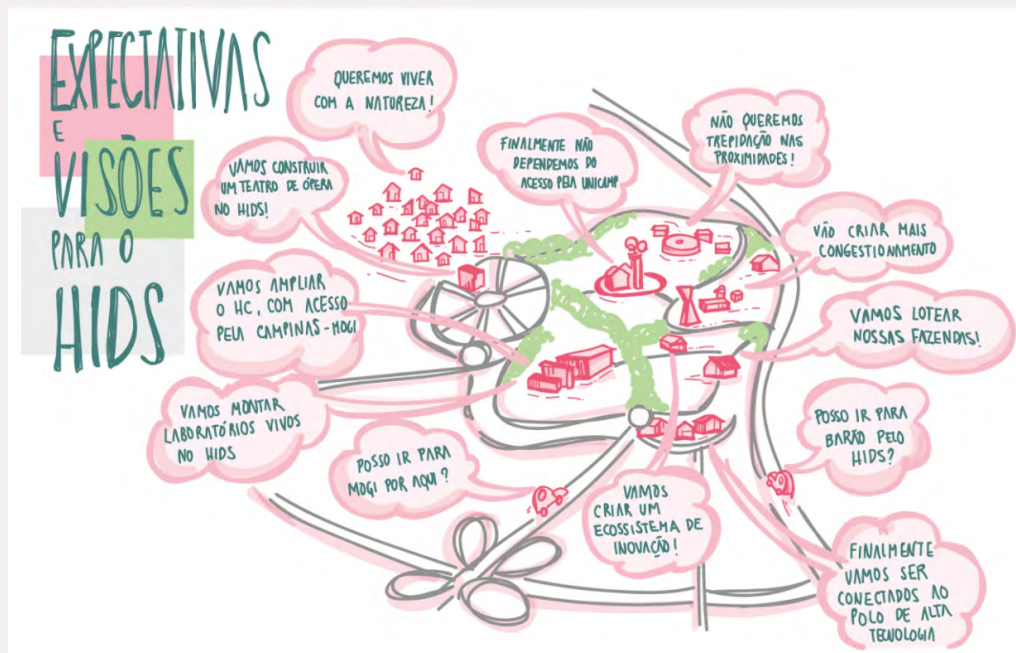 EXPECTATIVAS
E
VISÕES
PARA O
HIDS
QUEREMOS VIVER
COM A NATUREZA!
VAMOS CONSTRUIR
UM TEATRO DE ÓPERA
NO HIDS!
FINALMENTE NÃO
DEPENDEMOS DO
ACESSO PELA UNICAMP
NÃO QUEREMOS
TREPIDAÇÃO NAS
PROXIMIDADES!
VÃO CRIAR MAIS
CONGESTIONAMENTO
VAMOS AMPLIAR
O HC, COM ACESSO
PELA CAMPINAS-MOGI
VAMOS LOTEAR
NOSSAS FAZENDAS!
VAMOS MONTAR
LABORATÓRIOS VIVOS
NO HIDS
POSSO IR PARA
MOGI POR AQUI?
POSSO IR PARA
BARÃO PELO
HIDS?
VAMOS
CRIAR UM
ECOSSISTEMA DE
INOVAÇÃO!
FINALMENTE
VAMOS SER
CONECTADOS AO
POLO DE ALTA
TECNOLOGIA